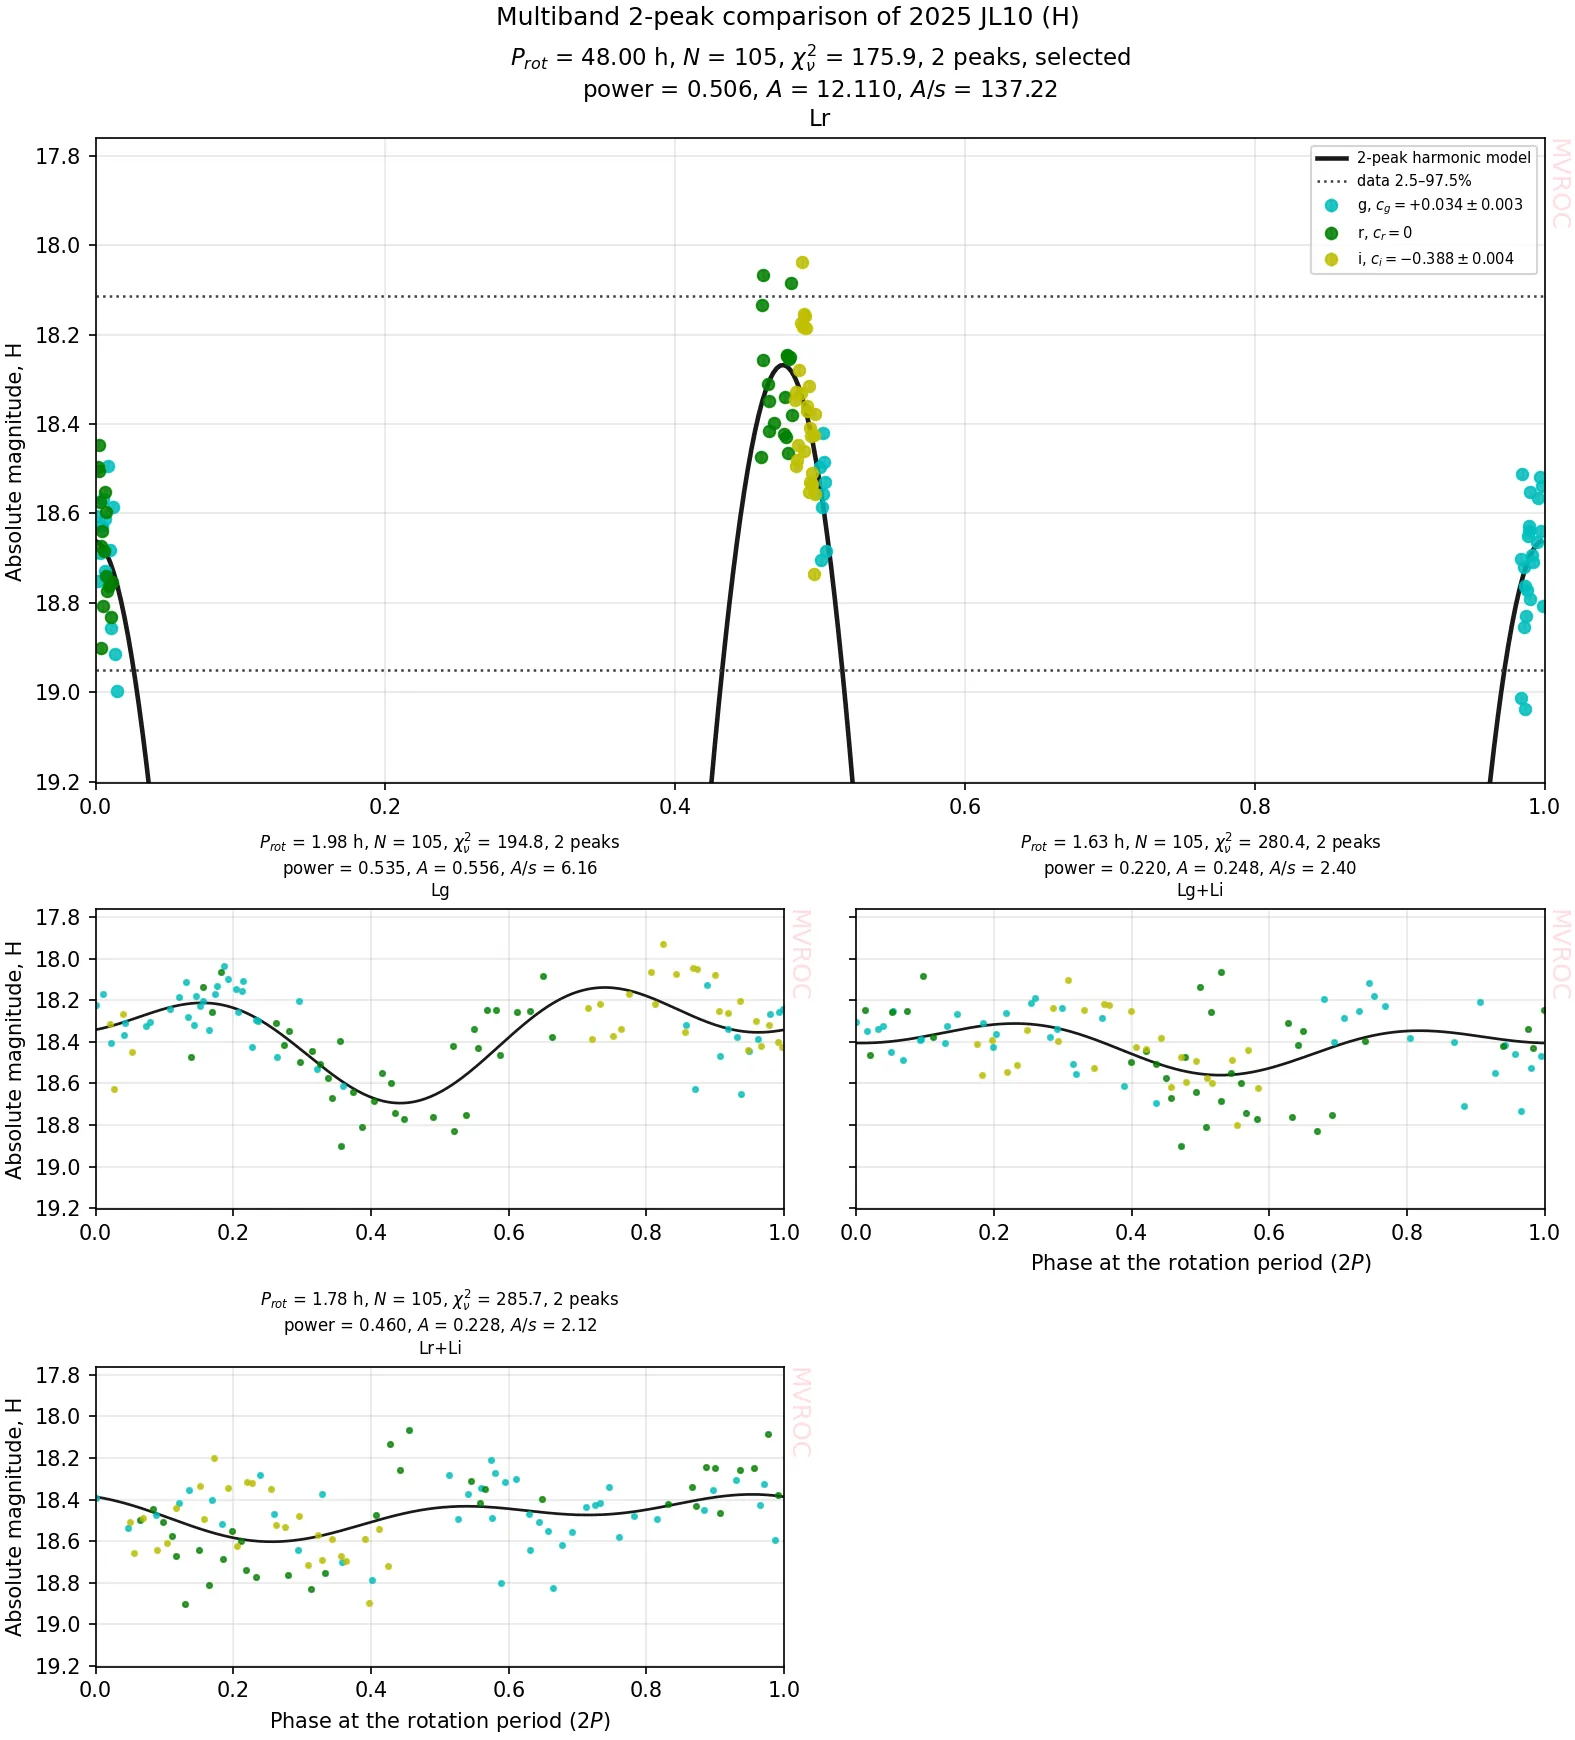 Multiband 2-peak comparison of 2025 JL10 (H)
P_rot = 48.00 h, N = 105, χ²_ν = 175.9, 2 peaks, selected
power = 0.506, A = 12.110, A/s = 137.22
Lr
2-peak harmonic model
data 2.5–97.5%
g, c_g = +0.034 ± 0.003
r, c_r = 0
i, c_i = −0.388 ± 0.004
MVROC
Absolute magnitude, H
17.8
18.0
18.2
18.4
18.6
18.8
19.0
19.2
0.0 0.2 0.4 0.6 0.8 1.0
P_rot = 1.98 h, N = 105, χ²_ν = 194.8, 2 peaks
power = 0.535, A = 0.556, A/s = 6.16
Lg
MVROC
Absolute magnitude, H
17.8
18.0
18.2
18.4
18.6
18.8
19.0
19.2
0.0 0.2 0.4 0.6 0.8 1.0
P_rot = 1.63 h, N = 105, χ²_ν = 280.4, 2 peaks
power = 0.220, A = 0.248, A/s = 2.40
Lg+Li
MVROC
0.0 0.2 0.4 0.6 0.8 1.0
Phase at the rotation period (2P)
P_rot = 1.78 h, N = 105, χ²_ν = 285.7, 2 peaks
power = 0.460, A = 0.228, A/s = 2.12
Lr+Li
MVROC
Absolute magnitude, H
17.8
18.0
18.2
18.4
18.6
18.8
19.0
19.2
0.0 0.2 0.4 0.6 0.8 1.0
Phase at the rotation period (2P)